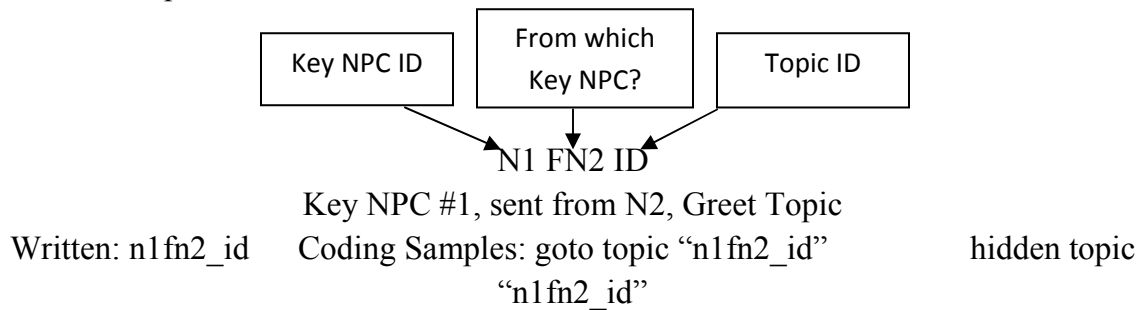 Key NPC ID
From which
Key NPC?
Topic ID
N1 FN2 ID
Key NPC #1, sent from N2, Greet Topic
Written: n1fn2_id Coding Samples: goto topic “n1fn2_id” hidden topic
“n1fn2_id”